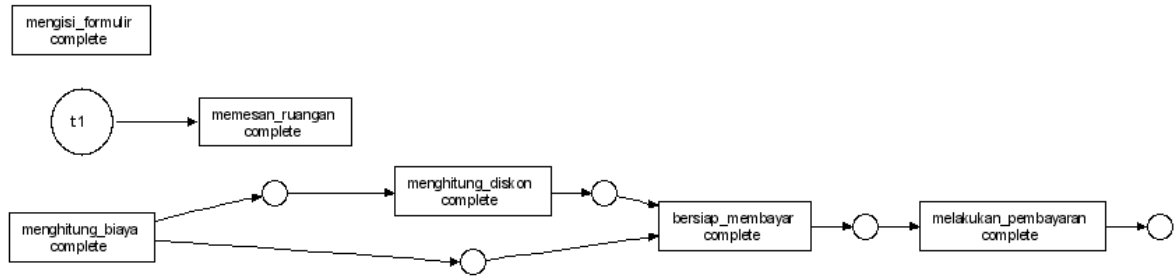 mengisi_formulir
complete
t1
memesan_ruangan
complete
menghitung_diskon
complete
menghitung_biaya
complete
bersiap_membayar
complete
melakukan_pembayaran
complete